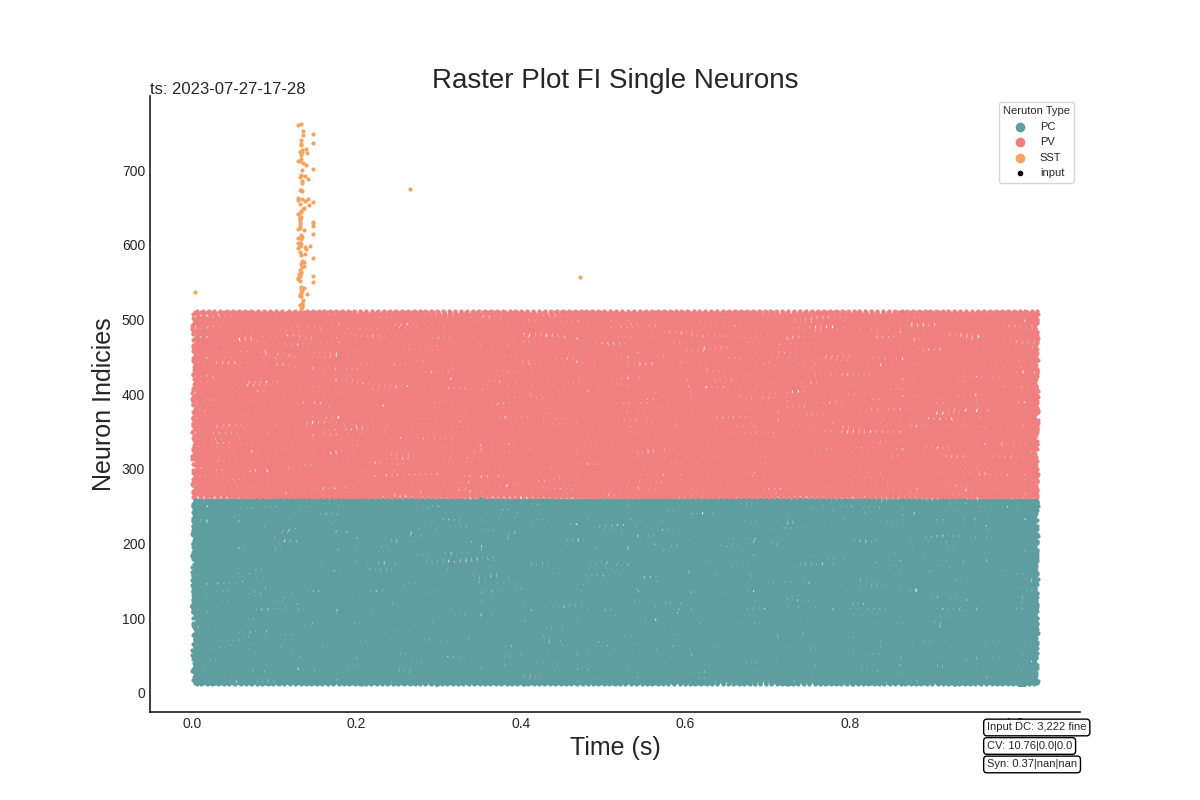 Raster Plot FI Single Neurons
ts: 2023-07-27-17-28
Neruton Type
PC
PV
SST
input
Neuron Indicies
700
600
500
400
300
200
100
0
0.0 0.2 0.4 0.6 0.8
Time (s)
Input DC: 3,222 fine
CV: 10.76|0.0|0.0
Syn: 0.37|nan|nan